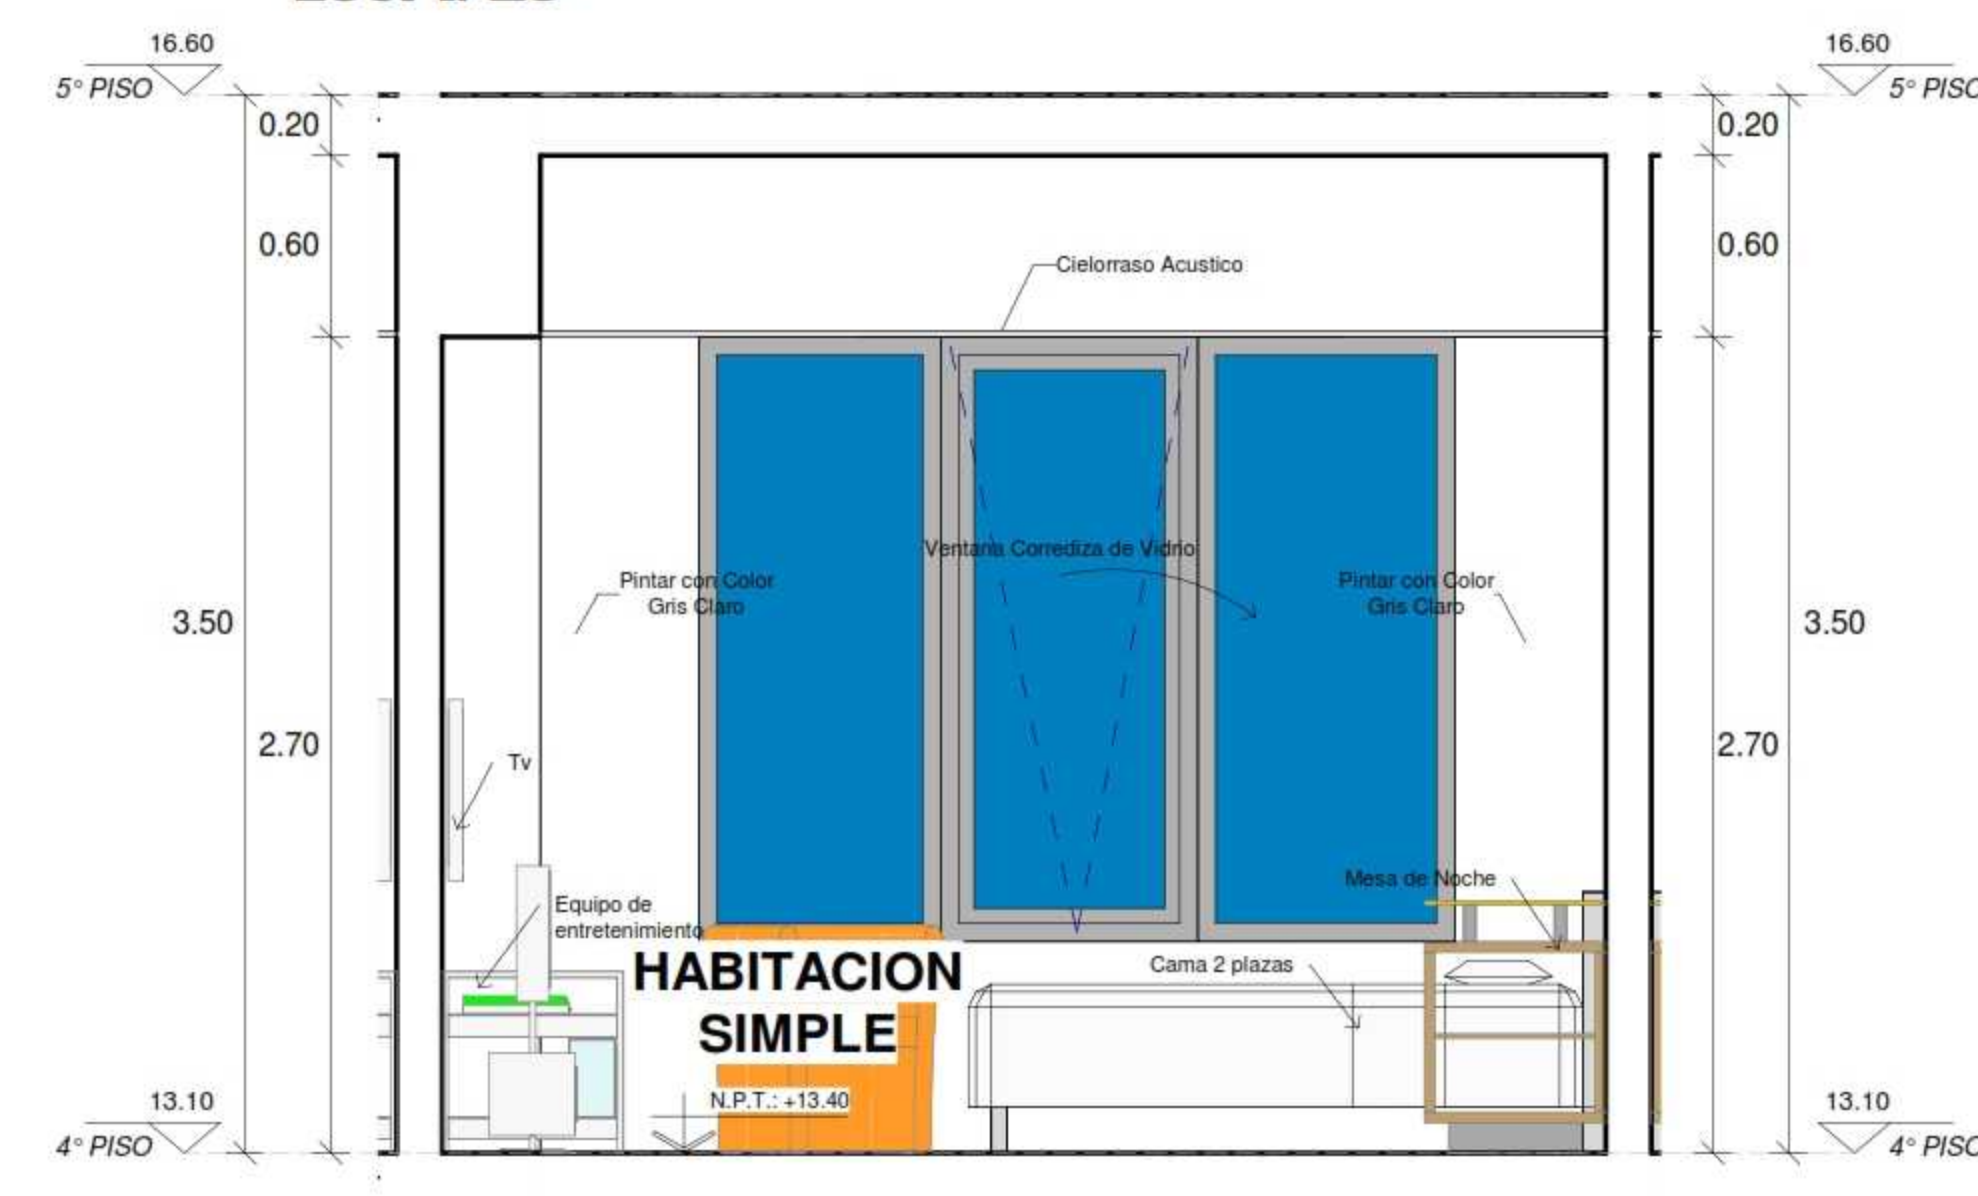 16.60
16.60
5° PISO
5° PISO
0.20
0.20
0.60
0.60
Cielorraso Acustico
Ventana Corrediza de Vidrio
Pintar con Color
Gris Claro
Pintar con Color
Gris Claro
3.50
3.50
2.70
2.70
Tv
Mesa de Noche
Equipo de
entretenimiento
Cama 2 plazas
HABITACION
SIMPLE
N.P.T.: +13.40
13.10
13.10
4° PISO
4° PISO